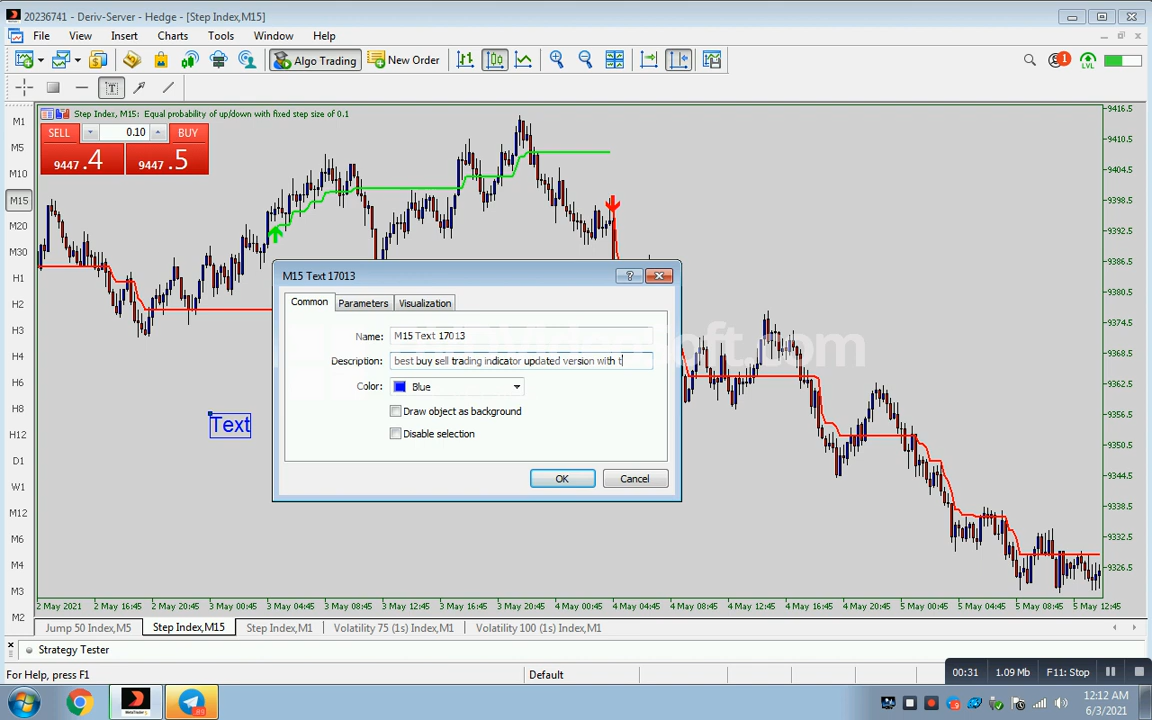 20236741 - Deriv-Server - Hedge - [Step Index,M15]
File View Insert Charts Tools Window Help
Algo Trading New Order
1
LVL
T
M1
M5
M10
M15
M20
M30
H1
H2
H3
H4
H6
H8
H12
D1
W1
M12
M6
M4
M3
M2
Step Index, M15: Equal probability of up/down with fixed step size of 0.1
SELL 0.10 BUY
9447.4 9447.5
9416.5
9410.5
9404.5
9398.5
9392.5
9386.5
9380.5
9374.5
9368.5
9362.5
9356.5
9350.5
9344.5
9338.5
9332.5
9326.5
Text
M15 Text 17013
Common Parameters Visualization
Name: M15 Text 17013
Description: best buy sell trading indicator updated version with t
Color: Blue
Draw object as background
Disable selection
OK Cancel
2 May 2021 2 May 16:45 2 May 20:45 3 May 00:45 3 May 04:45 3 May 08:45 3 May 12:45 3 May 16:45 3 May 20:45 4 May 00:45 4 May 04:45 4 May 08:45 4 May 12:45 4 May 16:45 4 May 20:45 5 May 00:45 5 May 04:45 5 May 08:45 5 May 12:45
Jump 50 Index,M5 Step Index,M15 Step Index,M1 Volatility 75 (1s) Index,M1 Volatility 100 (1s) Index,M1
Strategy Tester
For Help, press F1 Default
00:31 1.09 Mb F11: Stop
12:12 AM
6/3/2021